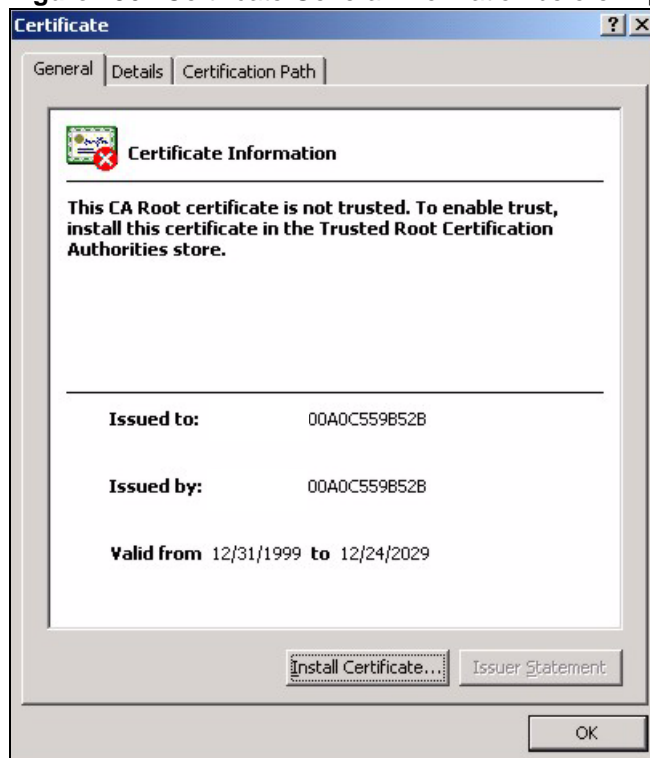 Certificate
General Details Certification Path
Certificate Information
This CA Root certificate is not trusted. To enable trust,
install this certificate in the Trusted Root Certification
Authorities store.
Issued to: 00A0C559B52B
Issued by: 00A0C559B52B
Valid from 12/31/1999 to 12/24/2029
Install Certificate... Issuer Statement
OK